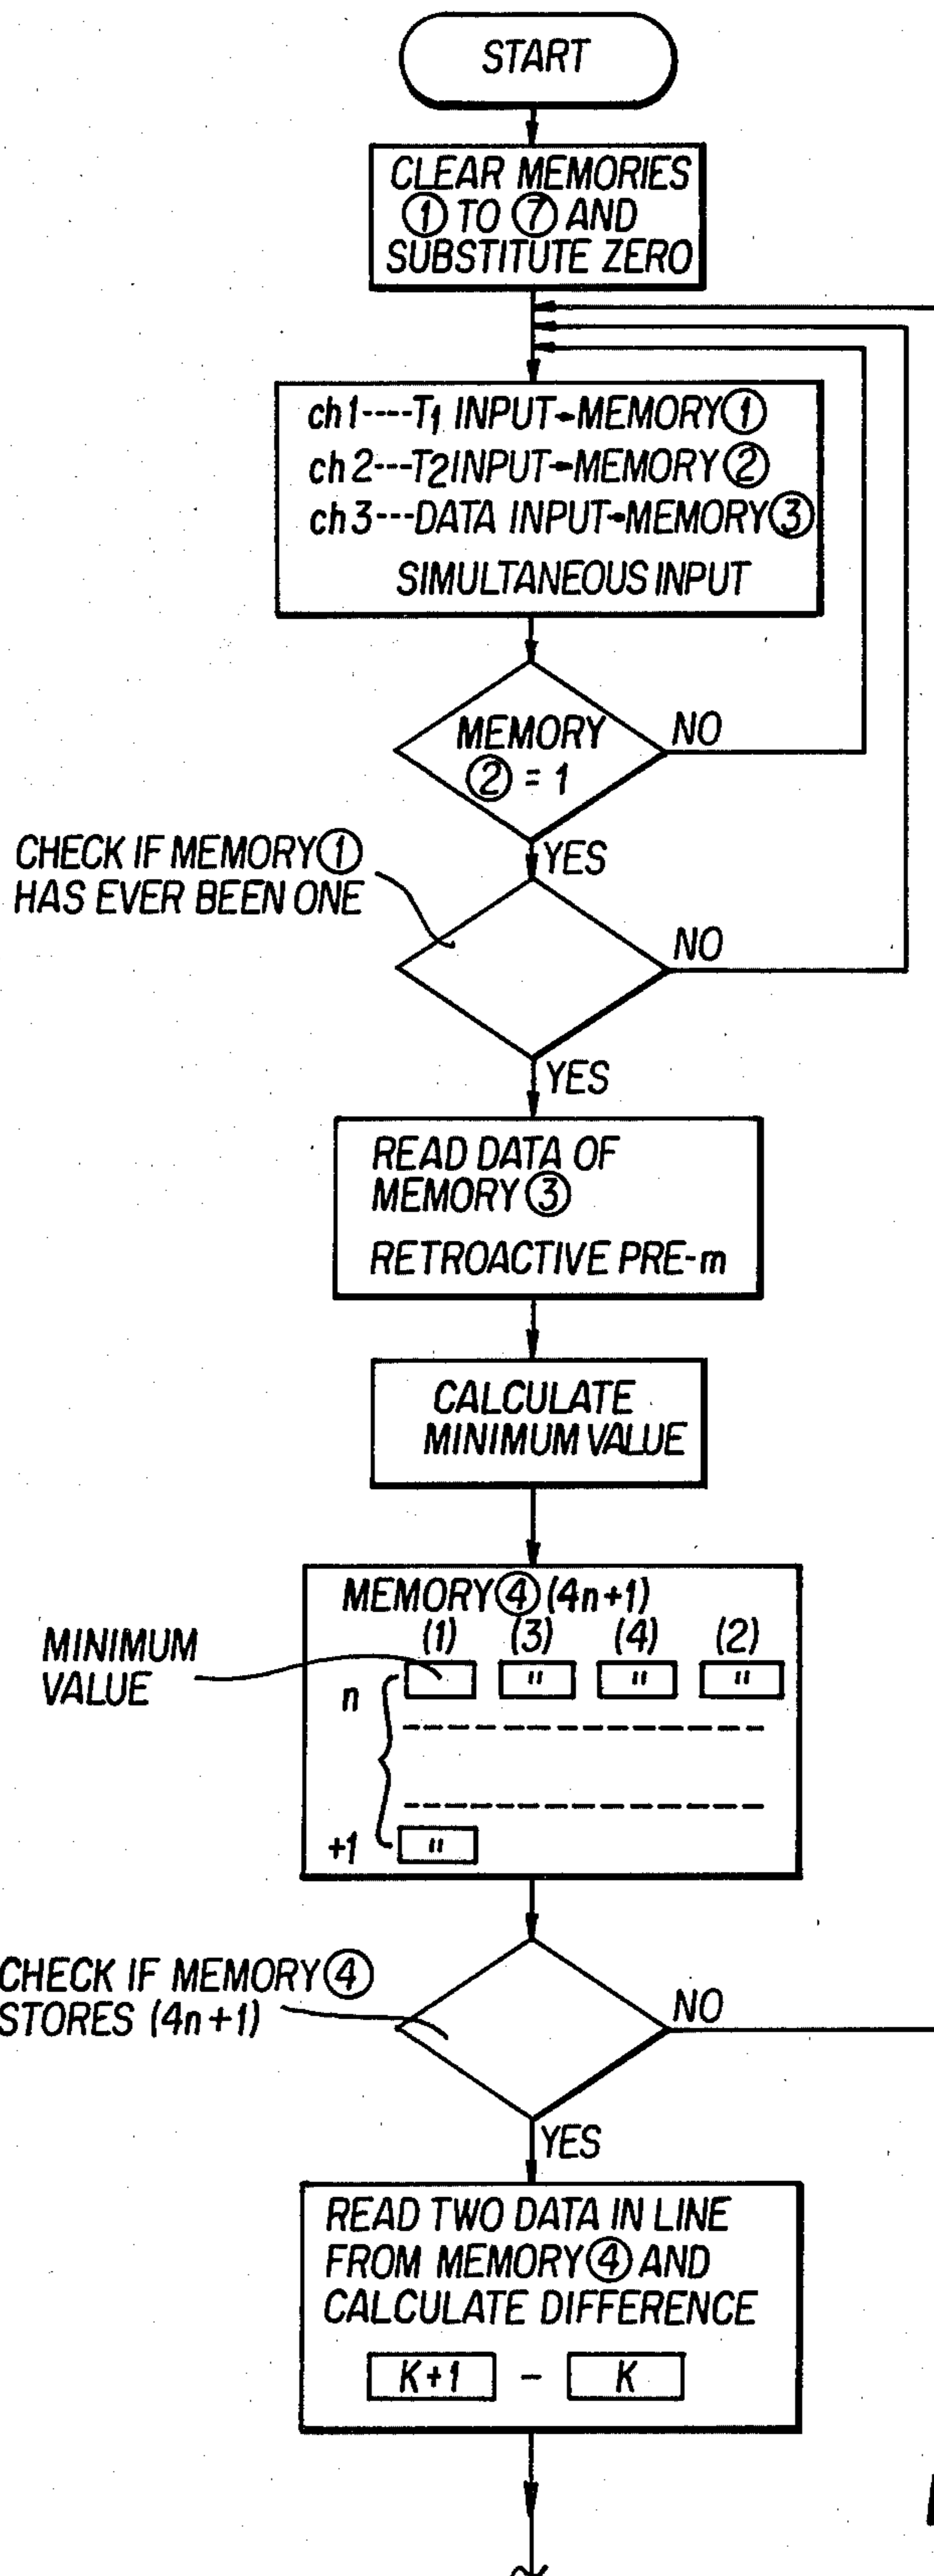 START
CLEAR MEMORIES
① TO ⑦ AND
SUBSTITUTE ZERO
ch1----T1 INPUT→MEMORY①
ch2---T2 INPUT→MEMORY②
ch3---DATA INPUT→MEMORY③
SIMULTANEOUS INPUT
MEMORY
② = 1
NO
YES
CHECK IF MEMORY①
HAS EVER BEEN ONE
NO
YES
READ DATA OF
MEMORY③
RETROACTIVE PRE-m
CALCULATE
MINIMUM VALUE
MEMORY④(4n+1)
(1) (3) (4) (2)
MINIMUM
VALUE
n " " "
+1 "
CHECK IF MEMORY④
STORES (4n+1)
NO
YES
READ TWO DATA IN LINE
FROM MEMORY④ AND
CALCULATE DIFFERENCE
K+1 - K